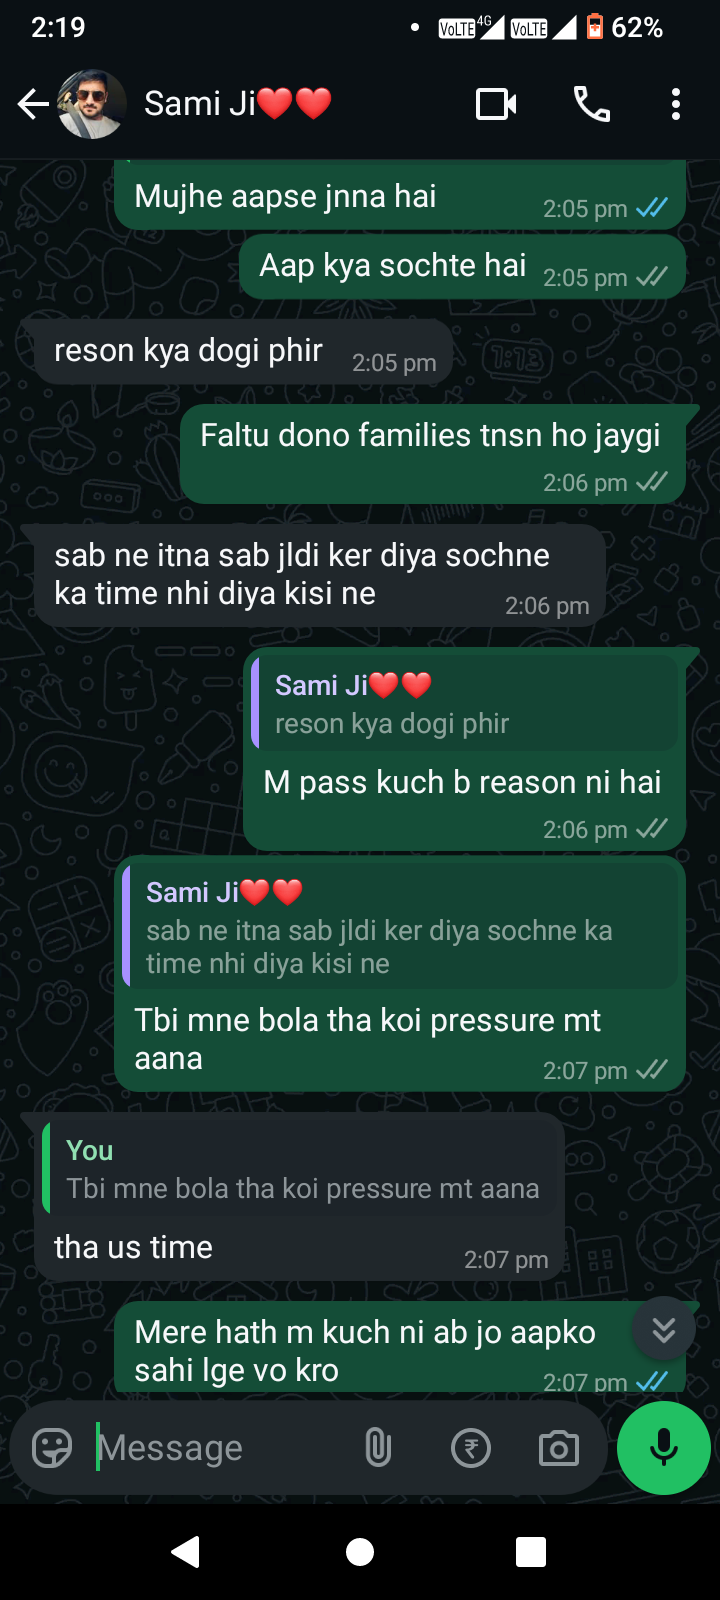 2:19
VoLTE 4G VoLTE 62%
Sami Ji❤️❤️
Mujhe aapse jnna hai
2:05 pm
Aap kya sochte hai
2:05 pm
reson kya dogi phir
2:05 pm
Faltu dono families tnsn ho jaygi
2:06 pm
sab ne itna sab jldi ker diya sochne
ka time nhi diya kisi ne
2:06 pm
Sami Ji❤️❤️
reson kya dogi phir
M pass kuch b reason ni hai
2:06 pm
Sami Ji❤️❤️
sab ne itna sab jldi ker diya sochne ka
time nhi diya kisi ne
Tbi mne bola tha koi pressure mt
aana
2:07 pm
You
Tbi mne bola tha koi pressure mt aana
tha us time
2:07 pm
Mere hath m kuch ni ab jo aapko
sahi lge vo kro
2:07 pm
Message
₹